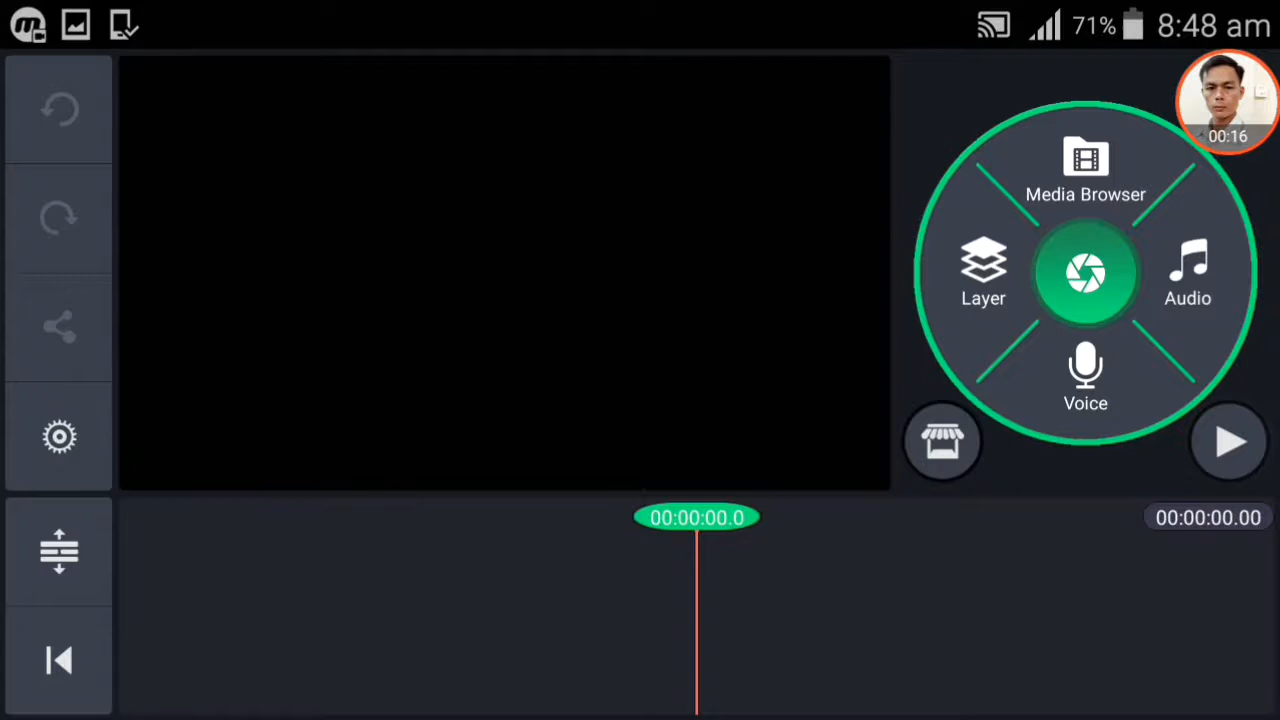 71%
8:48 am
00:16
Media Browser
Layer
Audio
Voice
00:00:00.0
00:00:00.00